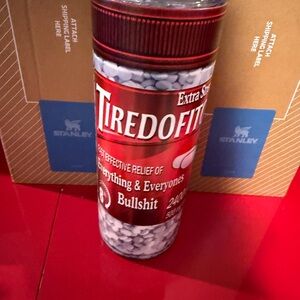 ATTACH
SHIPPING LABEL
HERE
ATTACH
SHIPPING LABEL
HERE
STANLEY
STANLEY
Extra
TIREDOFIT
EFFECTIVE RELIEF OF
Everything & Everyones
Bullshit